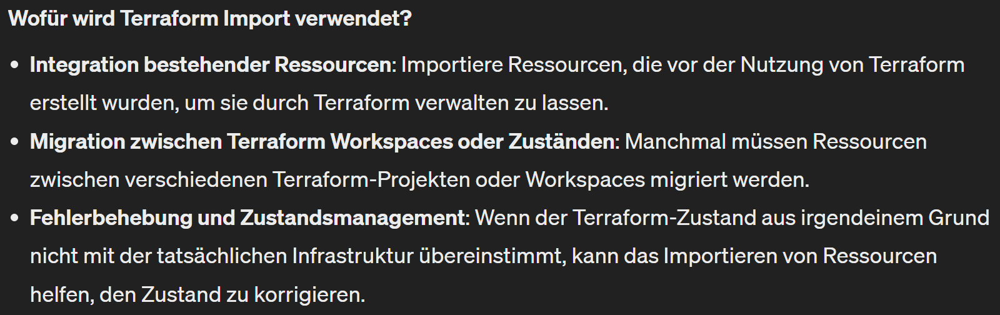 Wofür wird Terraform Import verwendet?
• Integration bestehender Ressourcen: Importiere Ressourcen, die vor der Nutzung von Terraform
erstellt wurden, um sie durch Terraform verwalten zu lassen.
• Migration zwischen Terraform Workspaces oder Zuständen: Manchmal müssen Ressourcen
zwischen verschiedenen Terraform-Projekten oder Workspaces migriert werden.
• Fehlerbehebung und Zustandsmanagement: Wenn der Terraform-Zustand aus irgendeinem Grund
nicht mit der tatsächlichen Infrastruktur übereinstimmt, kann das Importieren von Ressourcen
helfen, den Zustand zu korrigieren.